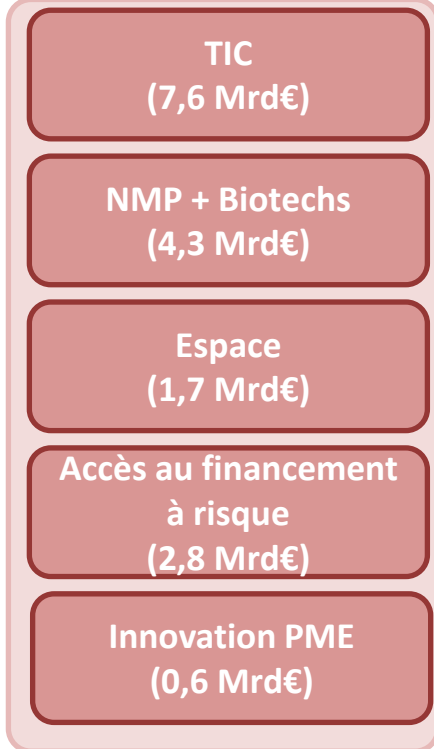 TIC
(7,6 Mrd€)
NMP + Biotechs
(4,3 Mrd€)
Espace
(1,7 Mrd€)
Accès au financement
à risque
(2,8 Mrd€)
Innovation PME
(0,6 Mrd€)